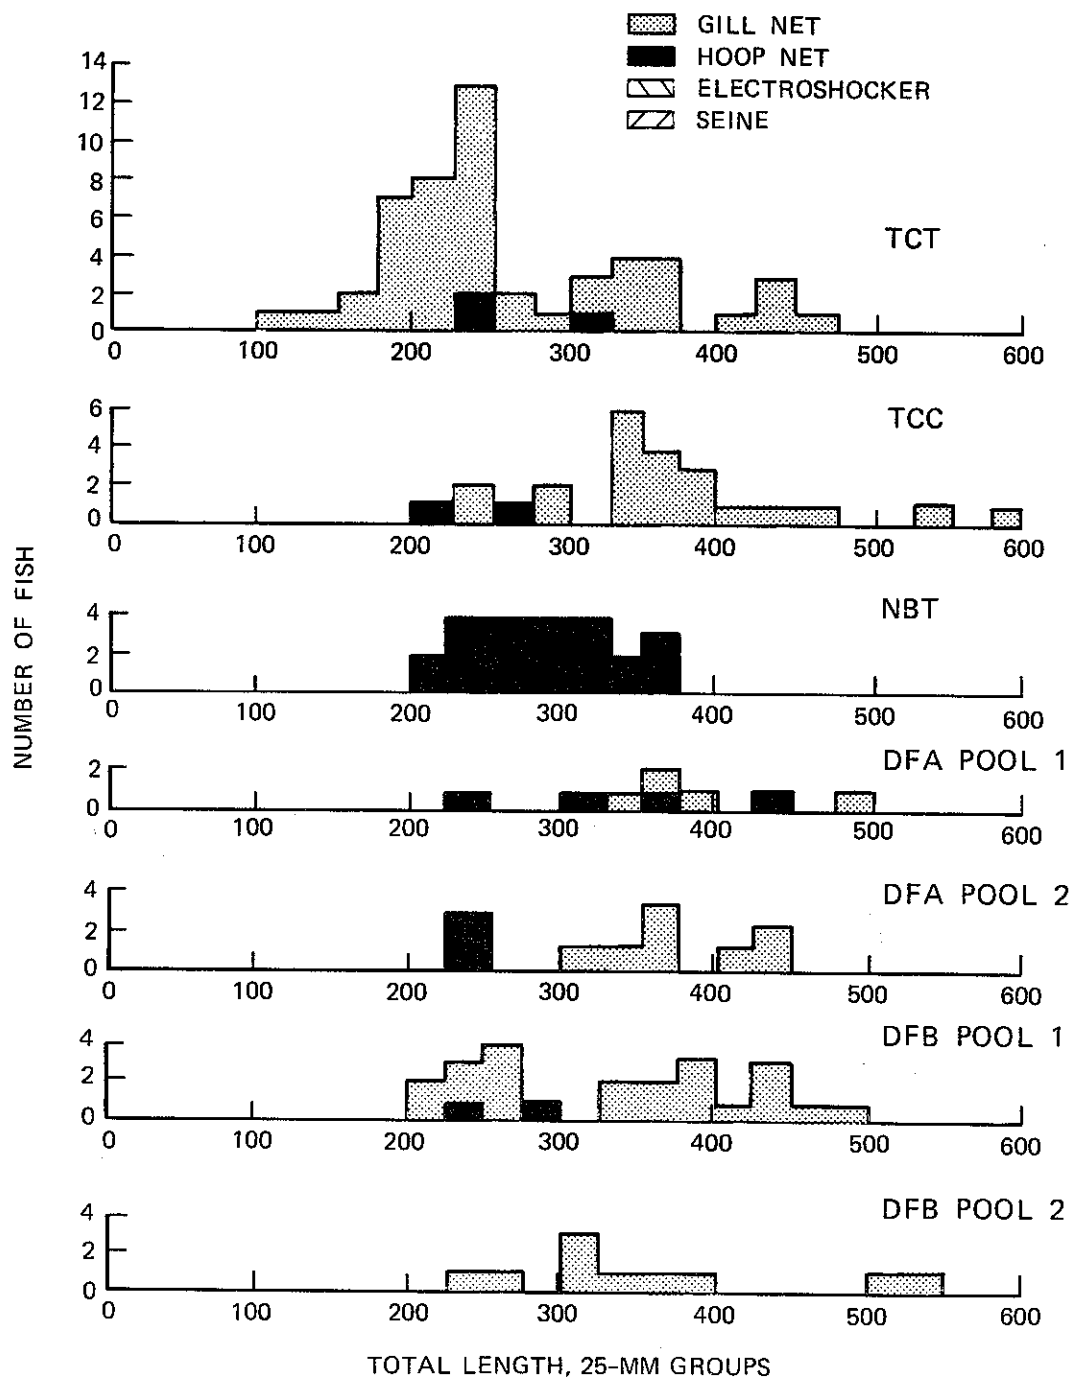 GILL NET
HOOP NET
ELECTROSHOCKER
SEINE
14
12
10
8
6
4
2
0
TCT
0 100 200 300 400 500 600
6
4
2
0
TCC
0 100 200 300 400 500 600
NUMBER OF FISH
4
2
0
NBT
0 100 200 300 400 500 600
2
0
DFA POOL 1
0 100 200 300 400 500 600
4
2
0
DFA POOL 2
0 100 200 300 400 500 600
4
2
0
DFB POOL 1
0 100 200 300 400 500 600
4
2
0
DFB POOL 2
0 100 200 300 400 500 600
TOTAL LENGTH, 25-MM GROUPS